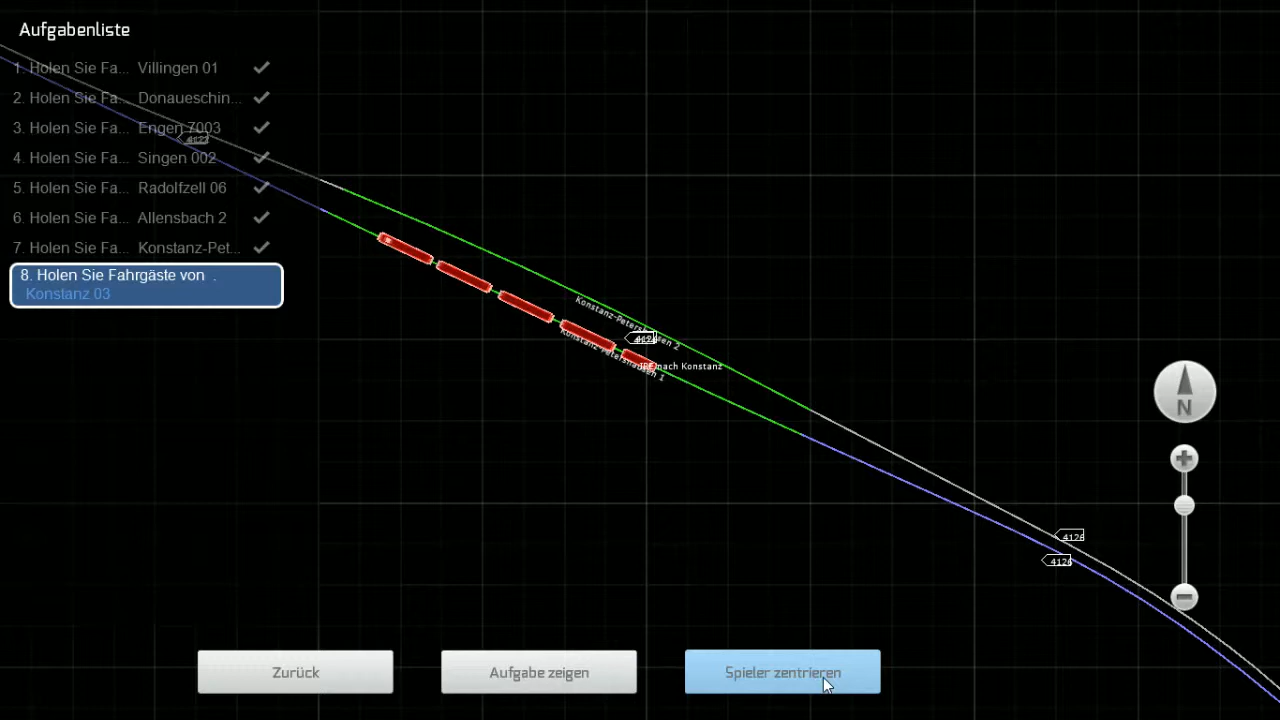 Aufgabenliste
1. Holen Sie Fa... Villingen 01
2. Holen Sie Fa... Donaueschin...
3. Holen Sie Fa... Engen 7003
4. Holen Sie Fa... Singen 002
5. Holen Sie Fa... Radolfzell 06
6. Holen Sie Fa... Allensbach 2
7. Holen Sie Fa... Konstanz-Pet...
8. Holen Sie Fahrgäste von .
Konstanz 03
Konstanz-Petershausen 2
Konstanz-Petershausen 1
nach Konstanz
4126
4126
N
Zurück
Aufgabe zeigen
Spieler zentrieren